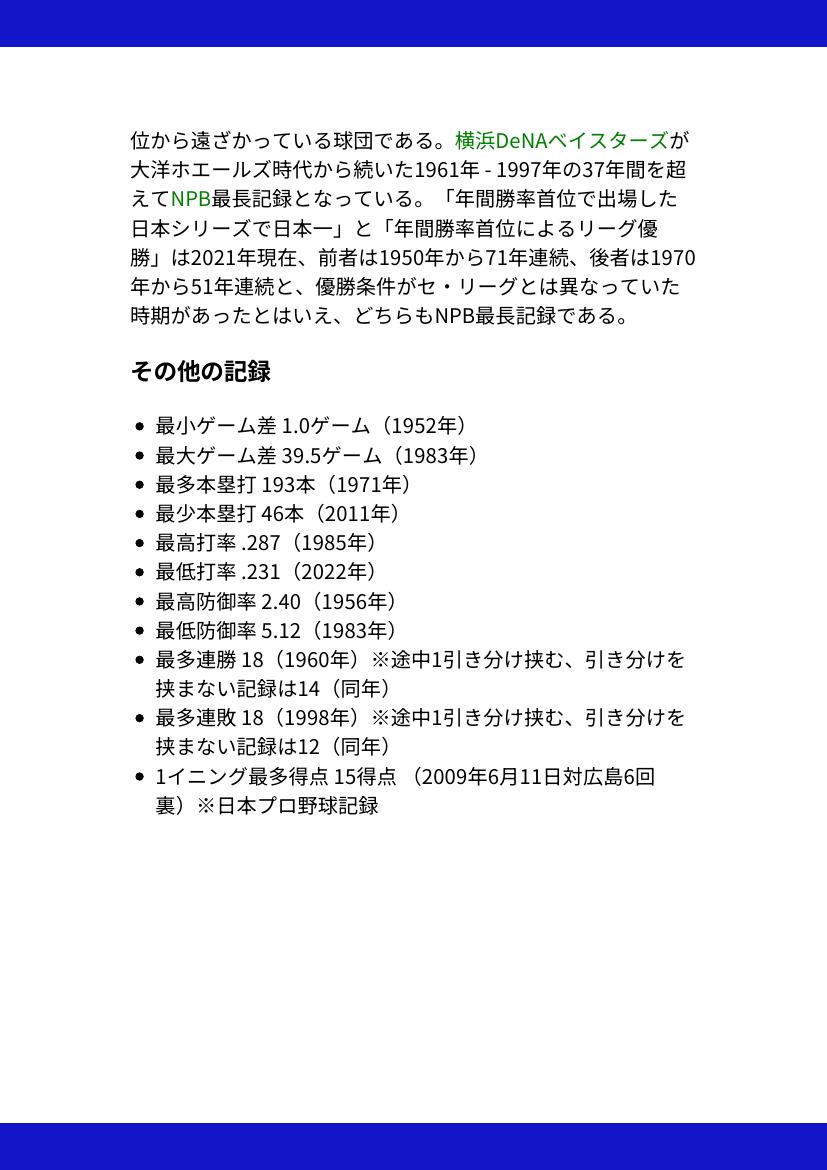 位から遠ざかっている球団である。横浜DeNAベイスターズが
大洋ホエールズ時代から続いた1961年 - 1997年の37年間を超
えてNPB最長記録となっている。「年間勝率首位で出場した
日本シリーズで日本一」と「年間勝率首位によるリーグ優
勝」は2021年現在、前者は1950年から71年連続、後者は1970
年から51年連続と、優勝条件がセ・リーグとは異なっていた
時期があったとはいえ、どちらもNPB最長記録である。
その他の記録
• 最小ゲーム差 1.0ゲーム（1952年）
• 最大ゲーム差 39.5ゲーム（1983年）
• 最多本塁打 193本（1971年）
• 最少本塁打 46本（2011年）
• 最高打率 .287（1985年）
• 最低打率 .231（2022年）
• 最高防御率 2.40（1956年）
• 最低防御率 5.12（1983年）
• 最多連勝 18（1960年）※途中1引き分け挟む、引き分けを
挟まない記録は14（同年）
• 最多連敗 18（1998年）※途中1引き分け挟む、引き分けを
挟まない記録は12（同年）
• 1イニング最多得点 15得点 （2009年6月11日対広島6回
裏）※日本プロ野球記録